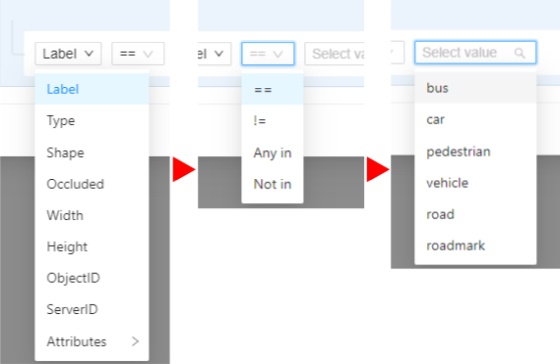 Label ==
Label
Type
Shape
Occluded
Width
Height
ObjectID
ServerID
Attributes
el == Select va
==
!=
Any in
Not in
Select value
bus
car
pedestrian
vehicle
road
roadmark